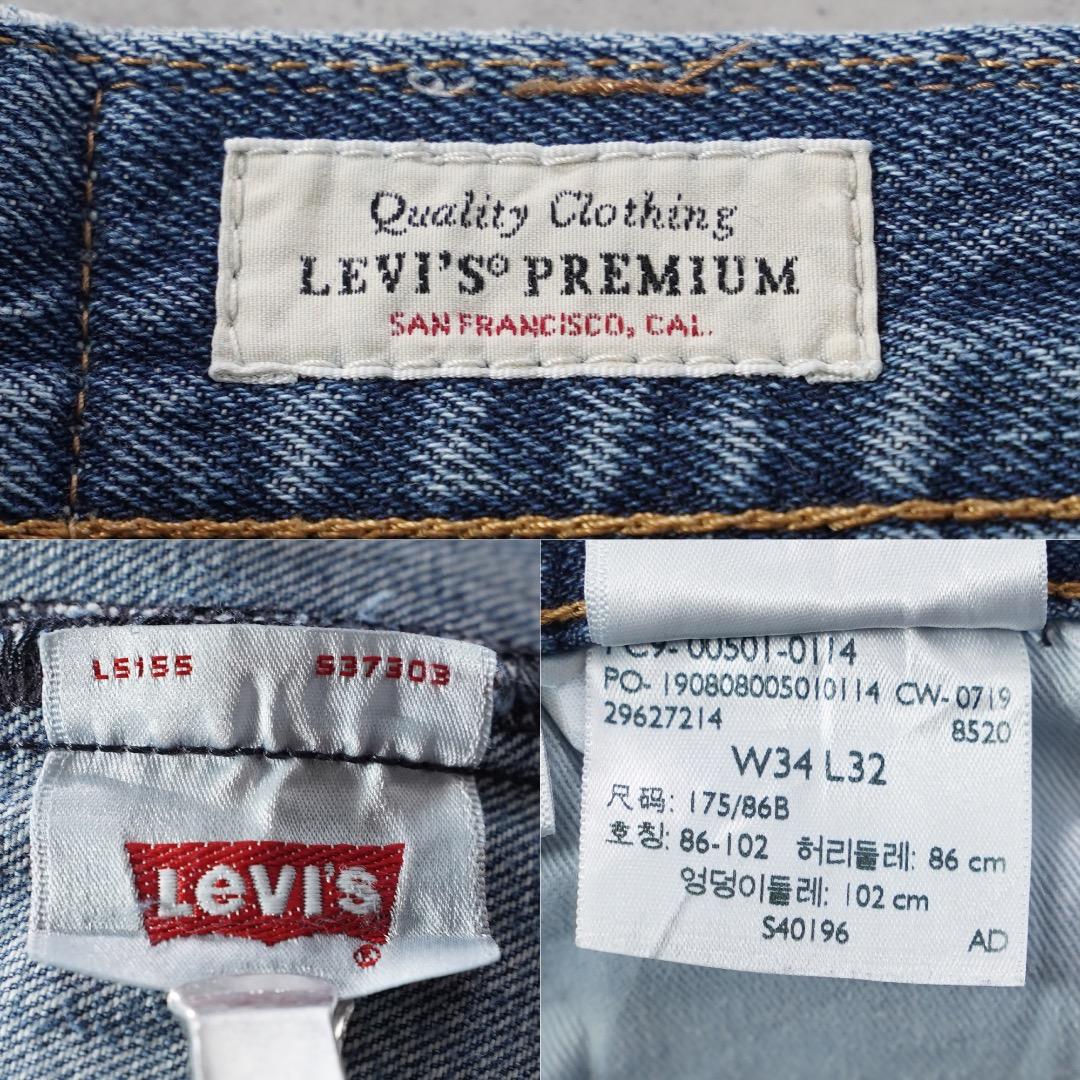 Quality Clothing
LEVI'S® PREMIUM
SAN FRANCISCO, CAL.
LS155 S37303
Levi's
®
PC9-00501-0114
PO- 190808005010114 CW-0719
29627214 8520
W34 L32
尺码: 175/86B
호칭: 86-102 허리둘레: 86 cm
엉덩이둘레: 102 cm
S40196 AD